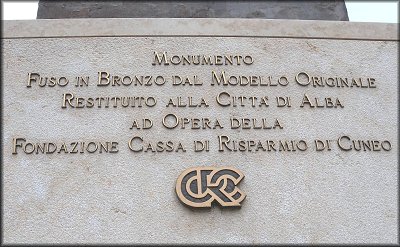 Monumento
Fuso in Bronzo dal Modello Originale
Restituito alla Città di Alba
ad Opera della
Fondazione Cassa di Risparmio di Cuneo